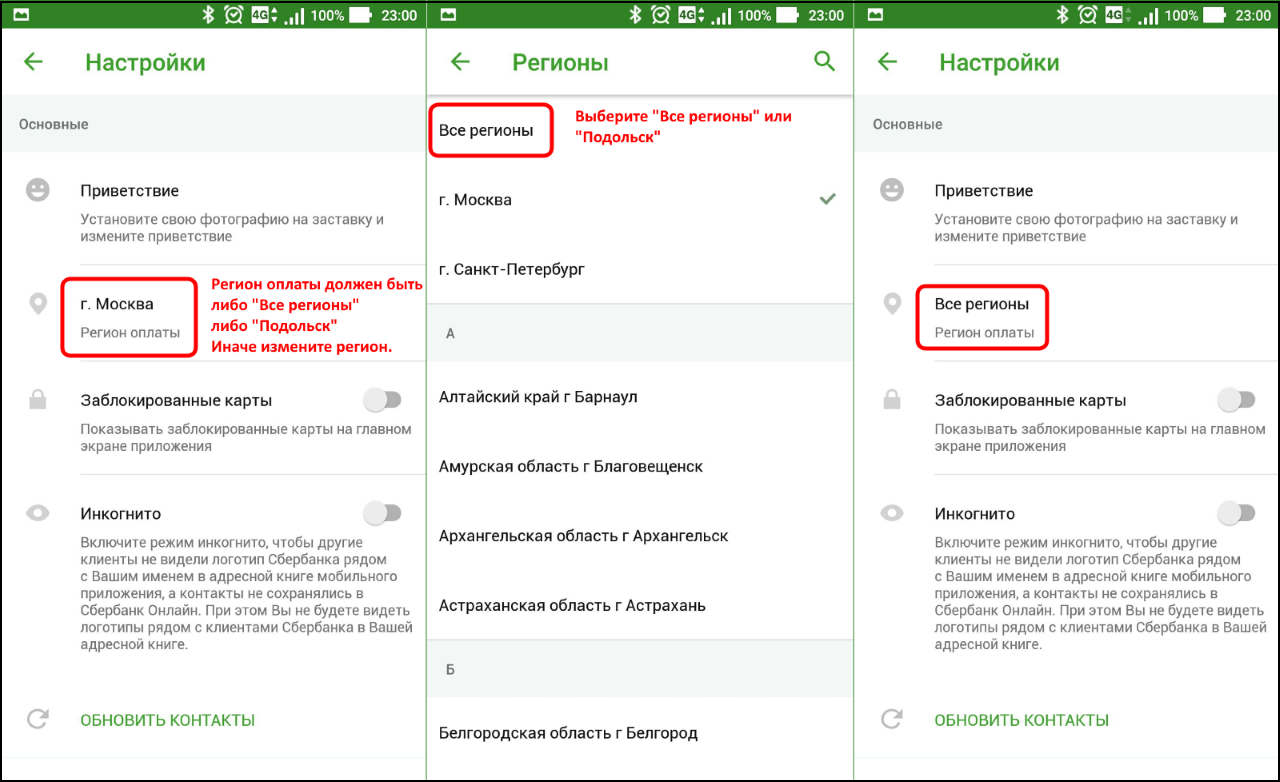 100% 23:00
Настройки
Основные
Приветствие
Установите свою фотографию на заставку и
измените приветствие
г. Москва
Регион оплаты
Регион оплаты должен быть
либо "Все регионы"
либо "Подольск"
Иначе измените регион.
Заблокированные карты
Показывать заблокированные карты на главном
экране приложения
Инкогнито
Включите режим инкогнито, чтобы другие
клиенты не видели логотип Сбербанка рядом
с Вашим именем в адресной книге мобильного
приложения, а контакты не сохранялись в
Сбербанк Онлайн. При этом Вы не будете видеть
логотипы рядом с клиентами Сбербанка в Вашей
адресной книге.
ОБНОВИТЬ КОНТАКТЫ
4G 100% 23:00
Регионы
Все регионы
Выберите "Все регионы" или
"Подольск"
г. Москва
г. Санкт-Петербург
А
Алтайский край г Барнаул
Амурская область г Благовещенск
Архангельская область г Архангельск
Астраханская область г Астрахань
Б
Белгородская область г Белгород
4G 100% 23:00
Настройки
Основные
Приветствие
Установите свою фотографию на заставку и
измените приветствие
Все регионы
Регион оплаты
Заблокированные карты
Показывать заблокированные карты на главном
экране приложения
Инкогнито
Включите режим инкогнито, чтобы другие
клиенты не видели логотип Сбербанка рядом
с Вашим именем в адресной книге мобильного
приложения, а контакты не сохранялись в
Сбербанк Онлайн. При этом Вы не будете видеть
логотипы рядом с клиентами Сбербанка в Вашей
адресной книге.
ОБНОВИТЬ КОНТАКТЫ